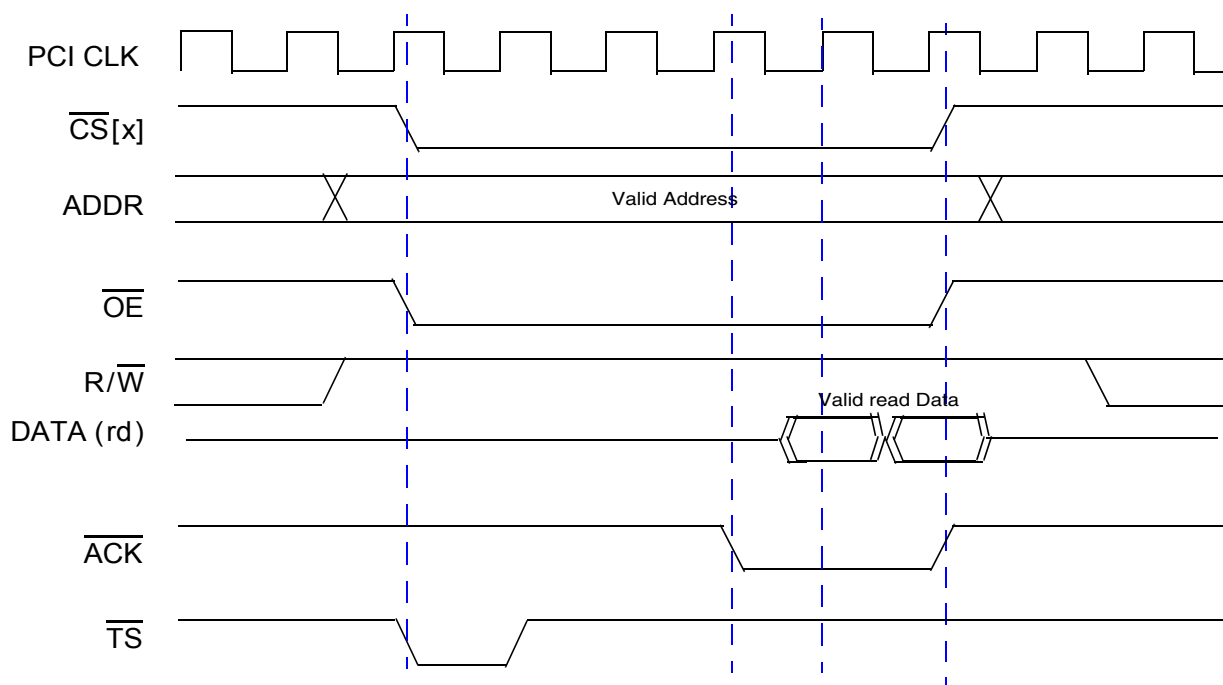 PCI CLK
CS[x]
ADDR
Valid Address
OE
R/W
Valid read Data
DATA (rd)
ACK
TS